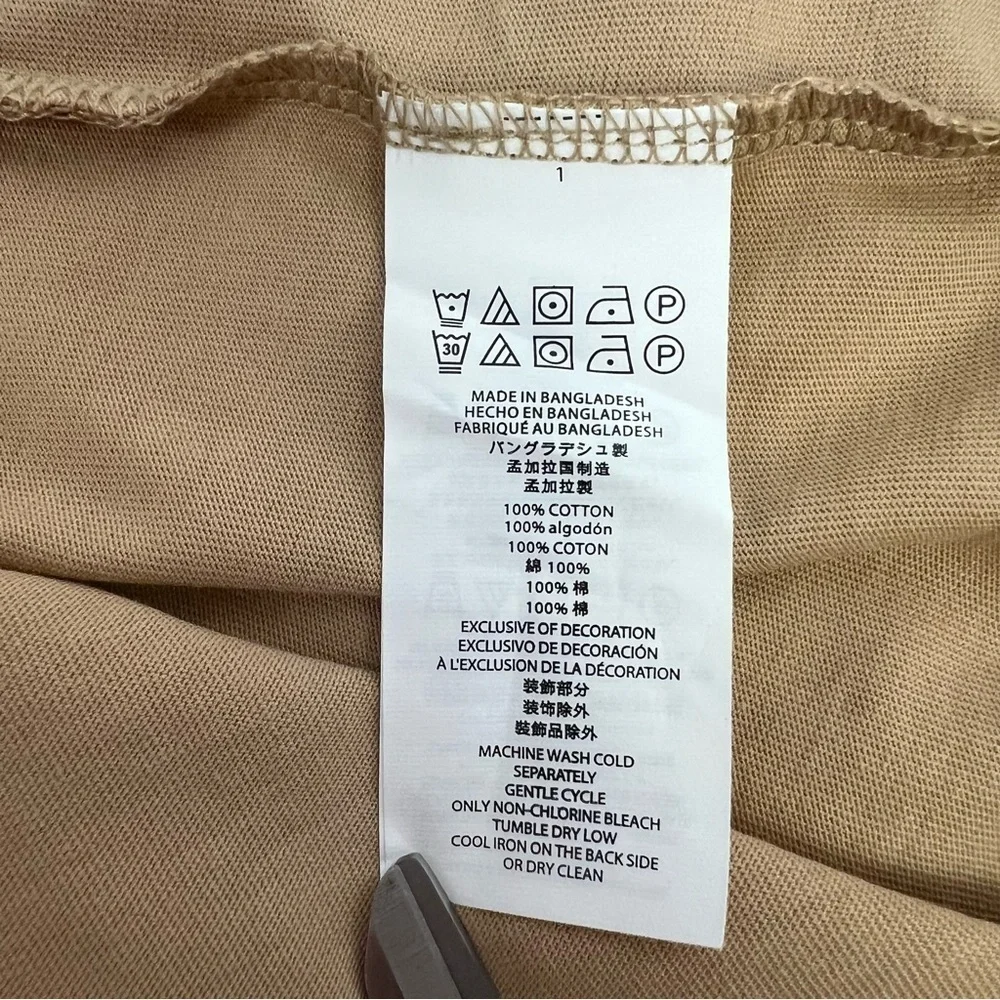 1
P
30 P
MADE IN BANGLADESH
HECHO EN BANGLADESH
FABRIQUÉ AU BANGLADESH
バングラデシュ製
孟加拉国制造
孟加拉製
100% COTTON
100% algodón
100% COTON
綿 100%
100% 棉
100% 棉
EXCLUSIVE OF DECORATION
EXCLUSIVO DE DECORACIÓN
À L'EXCLUSION DE LA DÉCORATION
装飾部分
装饰除外
裝飾品除外
MACHINE WASH COLD
SEPARATELY
GENTLE CYCLE
ONLY NON-CHLORINE BLEACH
TUMBLE DRY LOW
COOL IRON ON THE BACK SIDE
OR DRY CLEAN